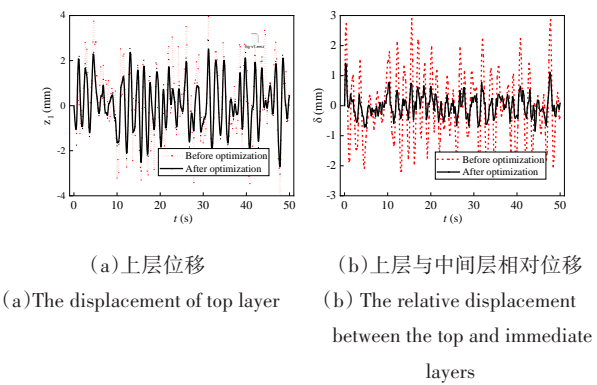 4
2
0
-2
-4
z₁ (mm)
0
10
20
30
40
50
t (s)
Before optimization
After optimization
3
2
1
0
-1
-2
-3
δ (mm)
0
10
20
30
40
50
t (s)
Before optimization
After optimization
(a)上层位移
(a)The displacement of top layer
(b)上层与中间层相对位移
(b) The relative displacement
between the top and immediate
layers